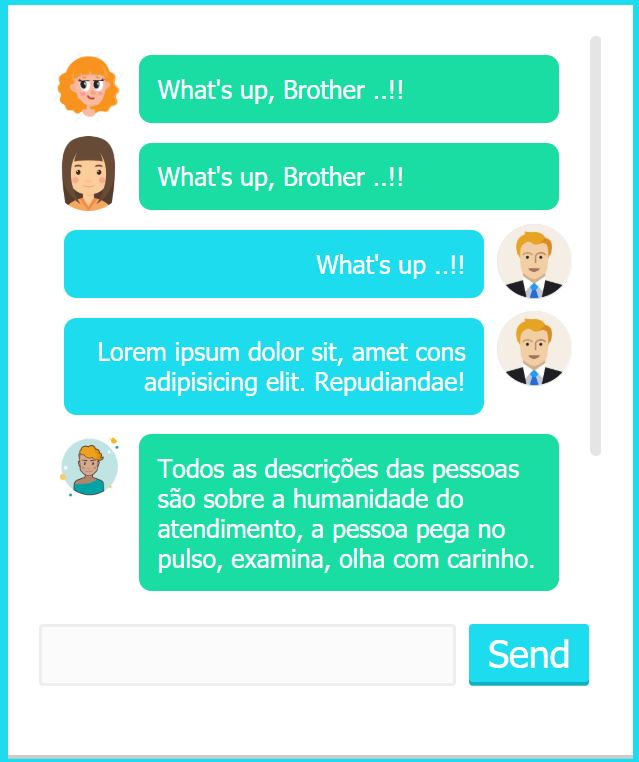 What's up, Brother ..!!
What's up, Brother ..!!
What's up ..!!
Lorem ipsum dolor sit, amet cons
adipisicing elit. Repudiandae!
Todos as descrições das pessoas
são sobre a humanidade do
atendimento, a pessoa pega no
pulso, examina, olha com carinho.
Send